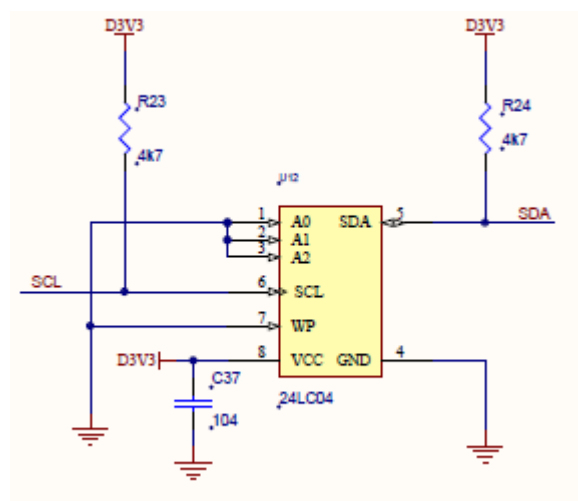 D3V3
D3V3
R23
4k7
R24
4k7
U12
1
A0
SDA
5
SDA
2
A1
3
A2
SCL
6
SCL
7
WP
D3V3
8
VCC
GND
4
C37
104
24LC04